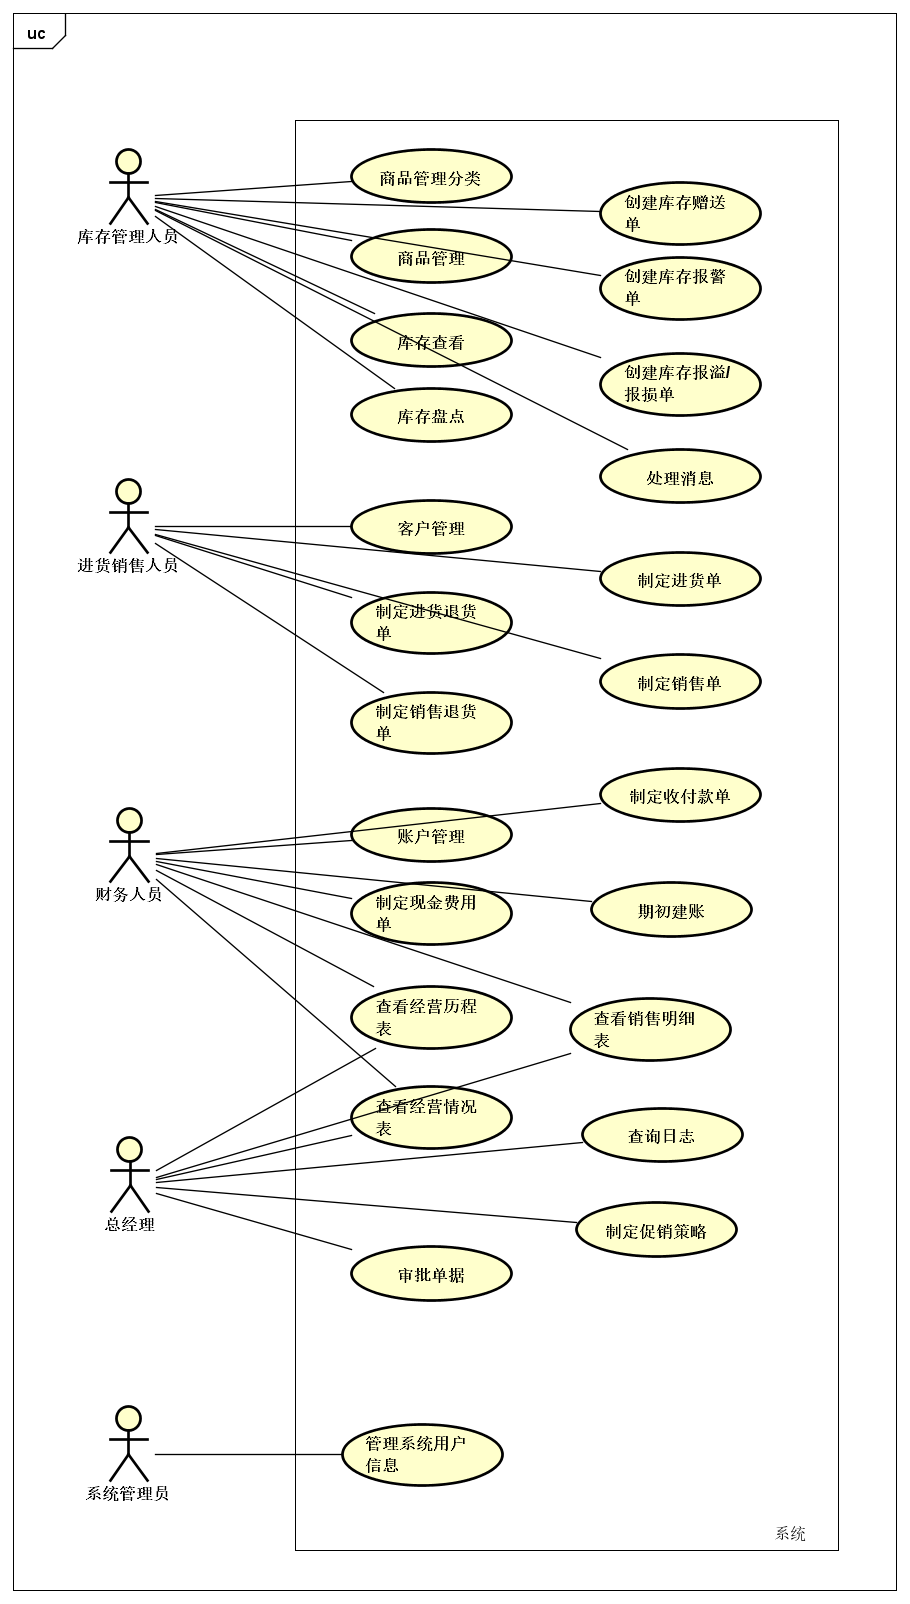 uc
商品管理分类
创建库存赠送
单
库存管理人员
商品管理
创建库存报警
单
库存查看
创建库存报溢/
报损单
库存盘点
处理消息
客户管理
进货销售人员
制定进货单
制定进货退货
单
制定销售单
制定销售退货
单
制定收付款单
账户管理
财务人员
制定现金费用
单
期初建账
查看经营历程
表
查看销售明细
表
查看经营情况
表
查询日志
总经理
制定促销策略
审批单据
管理系统用户
信息
系统管理员
系统